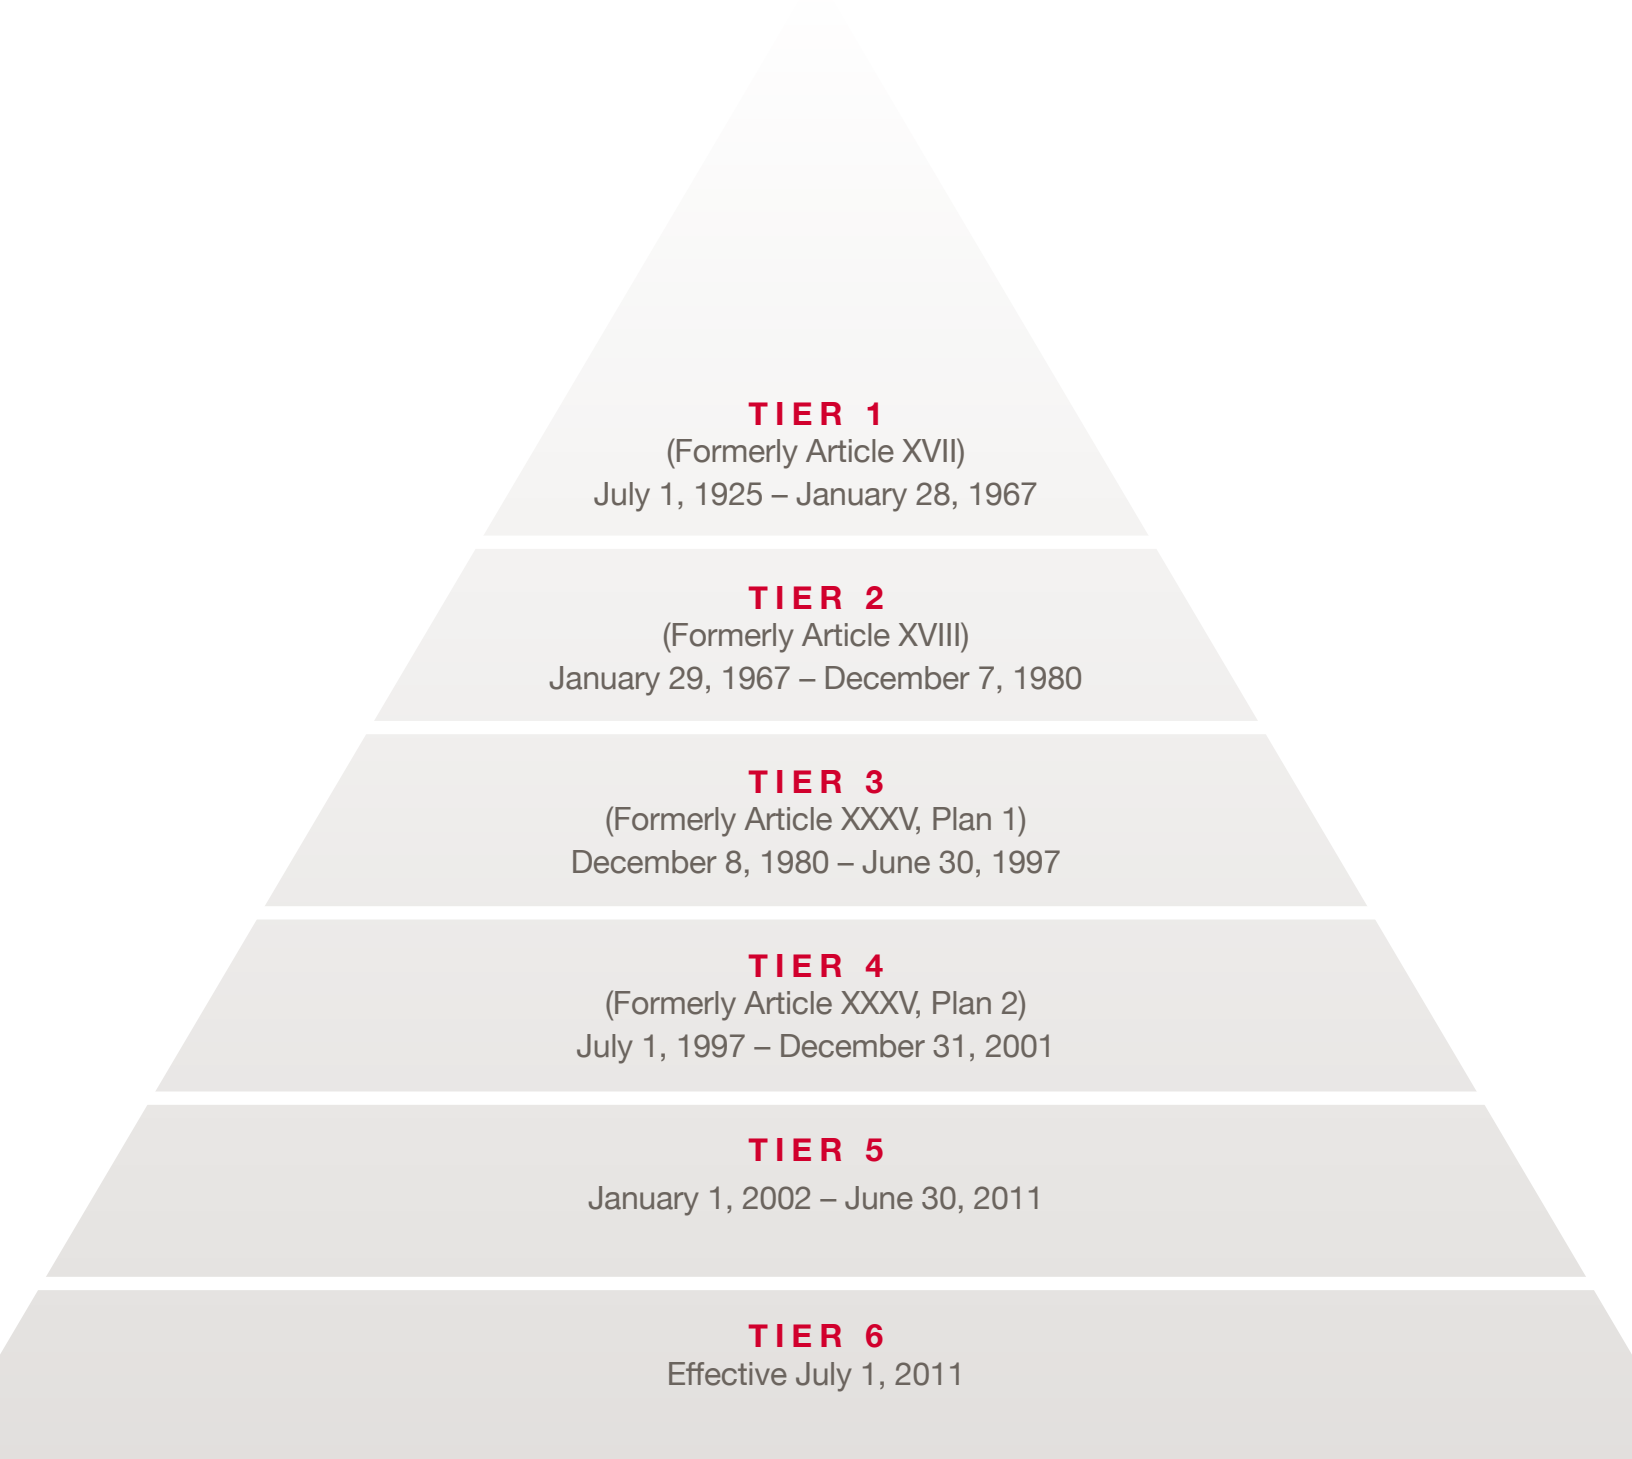 TIER 1
(Formerly Article XVII)
July 1, 1925 – January 28, 1967
TIER 2
(Formerly Article XVIII)
January 29, 1967 – December 7, 1980
TIER 3
(Formerly Article XXXV, Plan 1)
December 8, 1980 – June 30, 1997
TIER 4
(Formerly Article XXXV, Plan 2)
July 1, 1997 – December 31, 2001
TIER 5
January 1, 2002 – June 30, 2011
TIER 6
Effective July 1, 2011